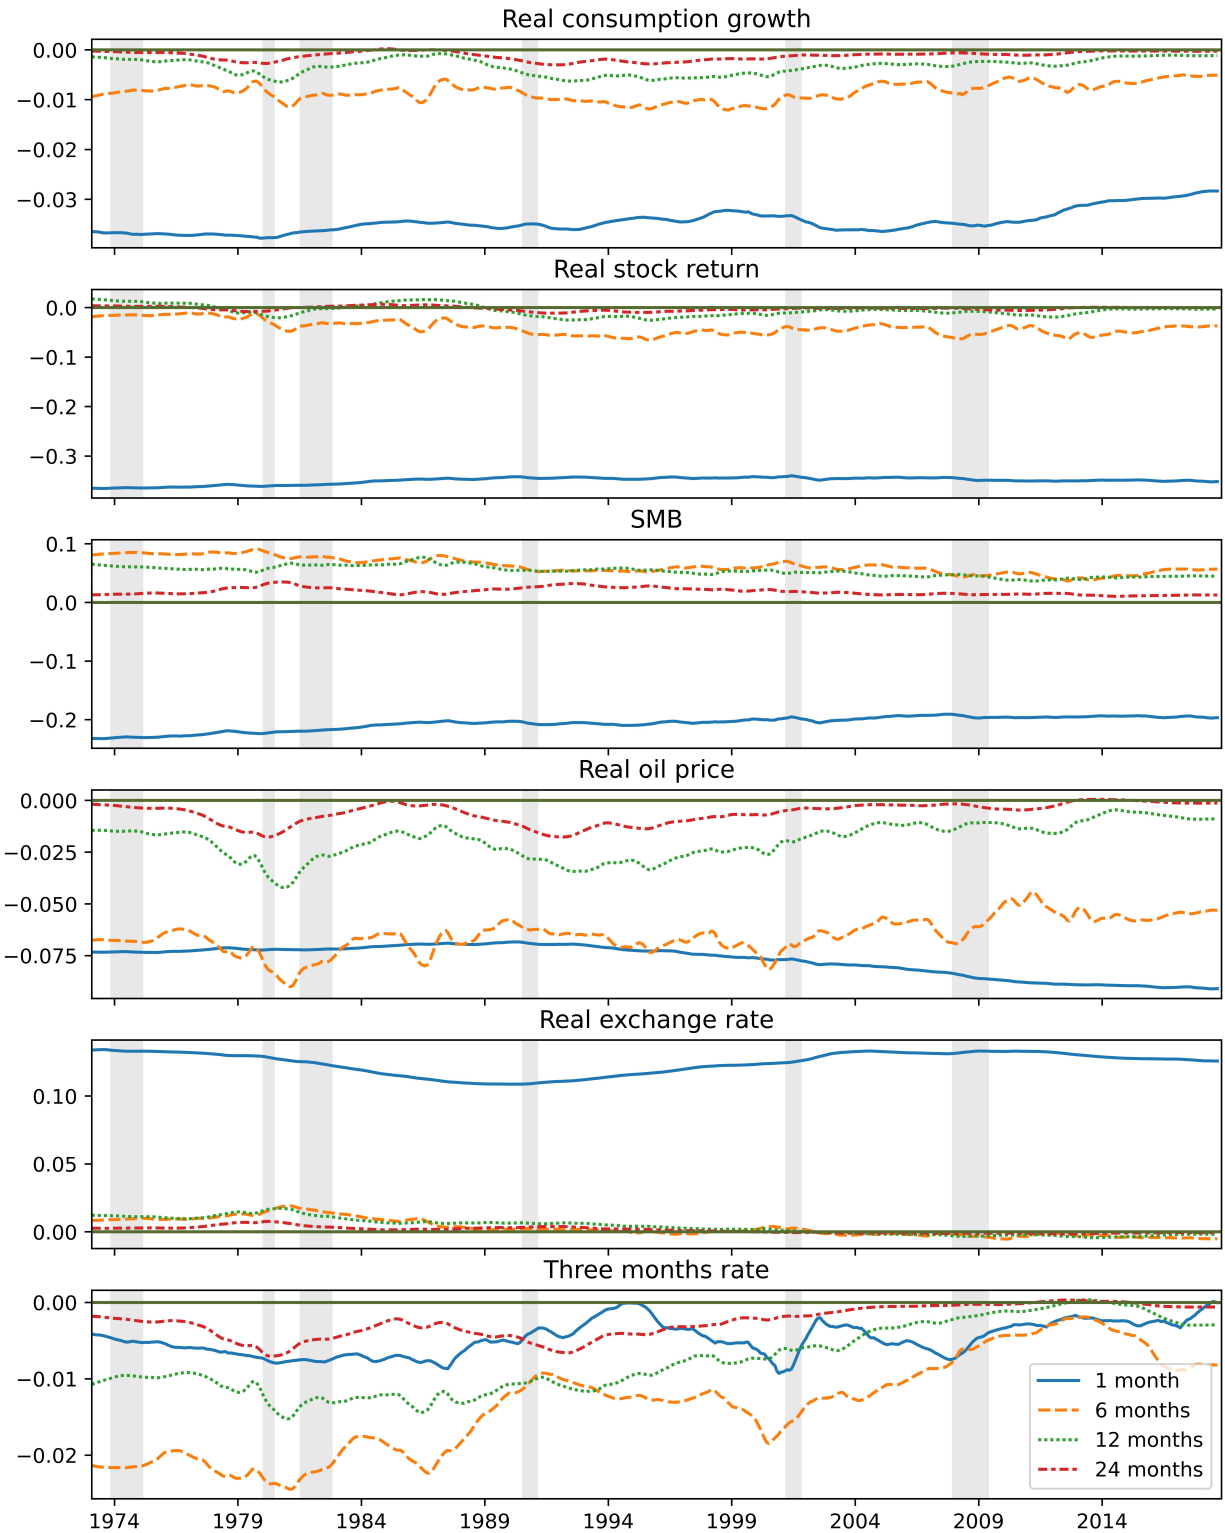 Real consumption growth
0.00
−0.01
−0.02
−0.03
Real stock return
0.0
−0.1
−0.2
−0.3
SMB
0.1
0.0
−0.1
−0.2
Real oil price
0.000
−0.025
−0.050
−0.075
Real exchange rate
0.10
0.05
0.00
Three months rate
0.00
−0.01
−0.02
1 month
6 months
12 months
24 months
1974 1979 1984 1989 1994 1999 2004 2009 2014